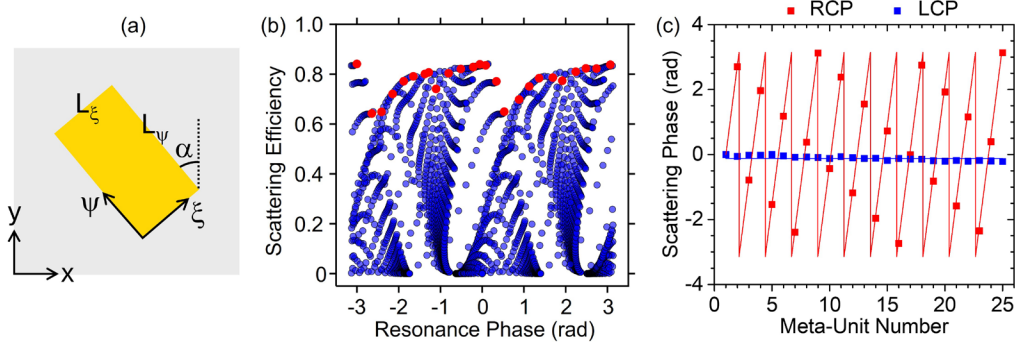 (a)
Lξ
Lψ
α
ψ
ξ
y
x
(b)
Scattering Efficiency
1.0
0.8
0.6
0.4
0.2
0
-3 -2 -1 0 1 2 3
Resonance Phase (rad)
(c)
RCP LCP
Scattering Phase (rad)
4
2
0
-2
-4
0 5 10 15 20 25
Meta-Unit Number